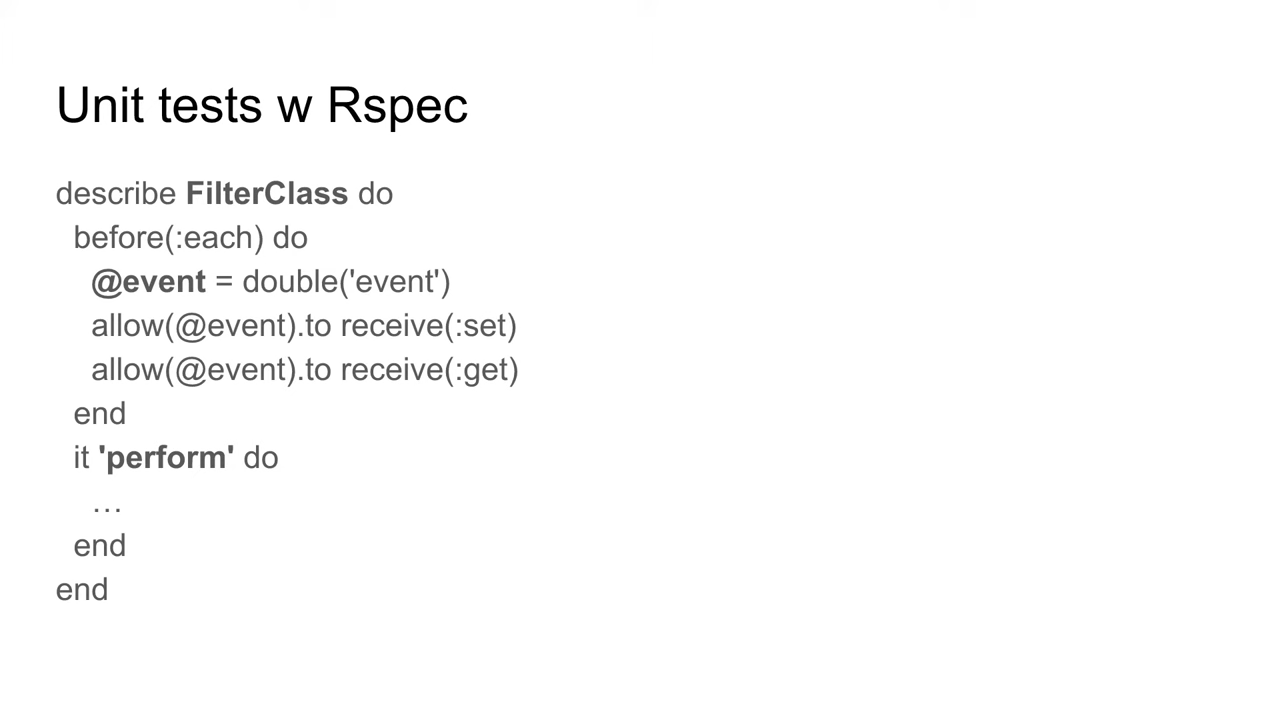 Unit tests w Rspec
describe FilterClass do
before(:each) do
@event = double('event')
allow(@event).to receive(:set)
allow(@event).to receive(:get)
end
it 'perform' do
…
end
end